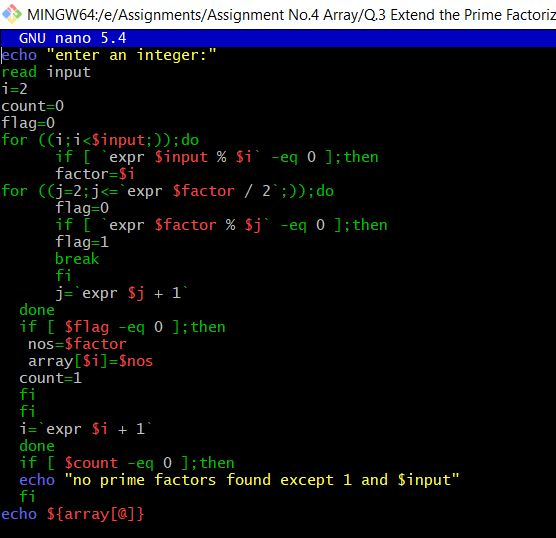 MINGW64:/e/Assignments/Assignment No.4 Array/Q.3 Extend the Prime Factoriz
GNU nano 5.4
echo "enter an integer:"
read input
i=2
count=0
flag=0
for ((i;i<$input;));do
      if [ `expr $input % $i` -eq 0 ];then
      factor=$i
for ((j=2;j<=`expr $factor / 2`;));do
      flag=0
      if [ `expr $factor % $j` -eq 0 ];then
      flag=1
      break
      fi
      j=`expr $j + 1`
  done
  if [ $flag -eq 0 ];then
   nos=$factor
   array[$i]=$nos
  count=1
  fi
  fi
  i=`expr $i + 1`
  done
  if [ $count -eq 0 ];then
  echo "no prime factors found except 1 and $input"
  fi
echo ${array[@]}